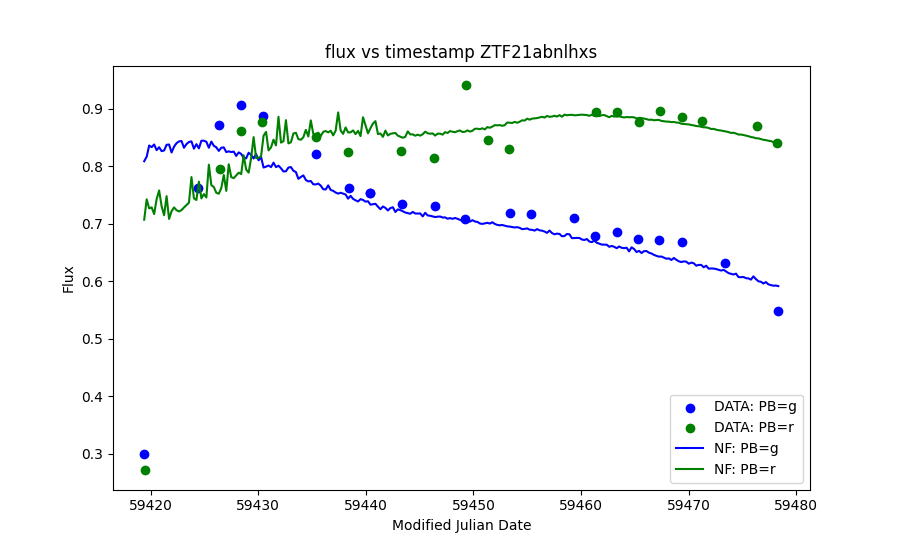 flux vs timestamp ZTF21abnlhxs
Flux
0.9
0.8
0.7
0.6
0.5
0.4
0.3
59420
59430
59440
59450
59460
59470
59480
Modified Julian Date
DATA: PB=g
DATA: PB=r
NF: PB=g
NF: PB=r